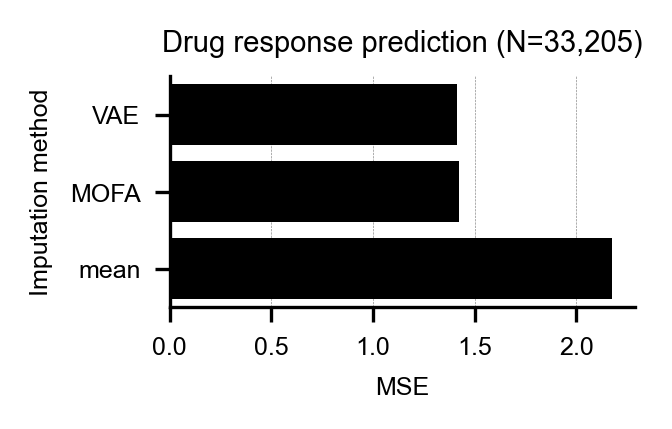 Drug response prediction (N=33,205)
Imputation method
VAE
MOFA
mean
0.0 0.5 1.0 1.5 2.0
MSE